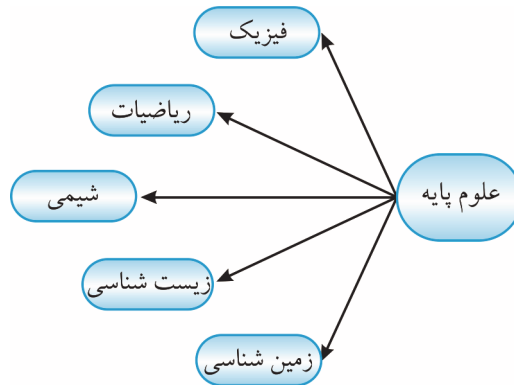 علوم پایه
فیزیک
ریاضیات
شیمی
زیست شناسی
زمین شناسی